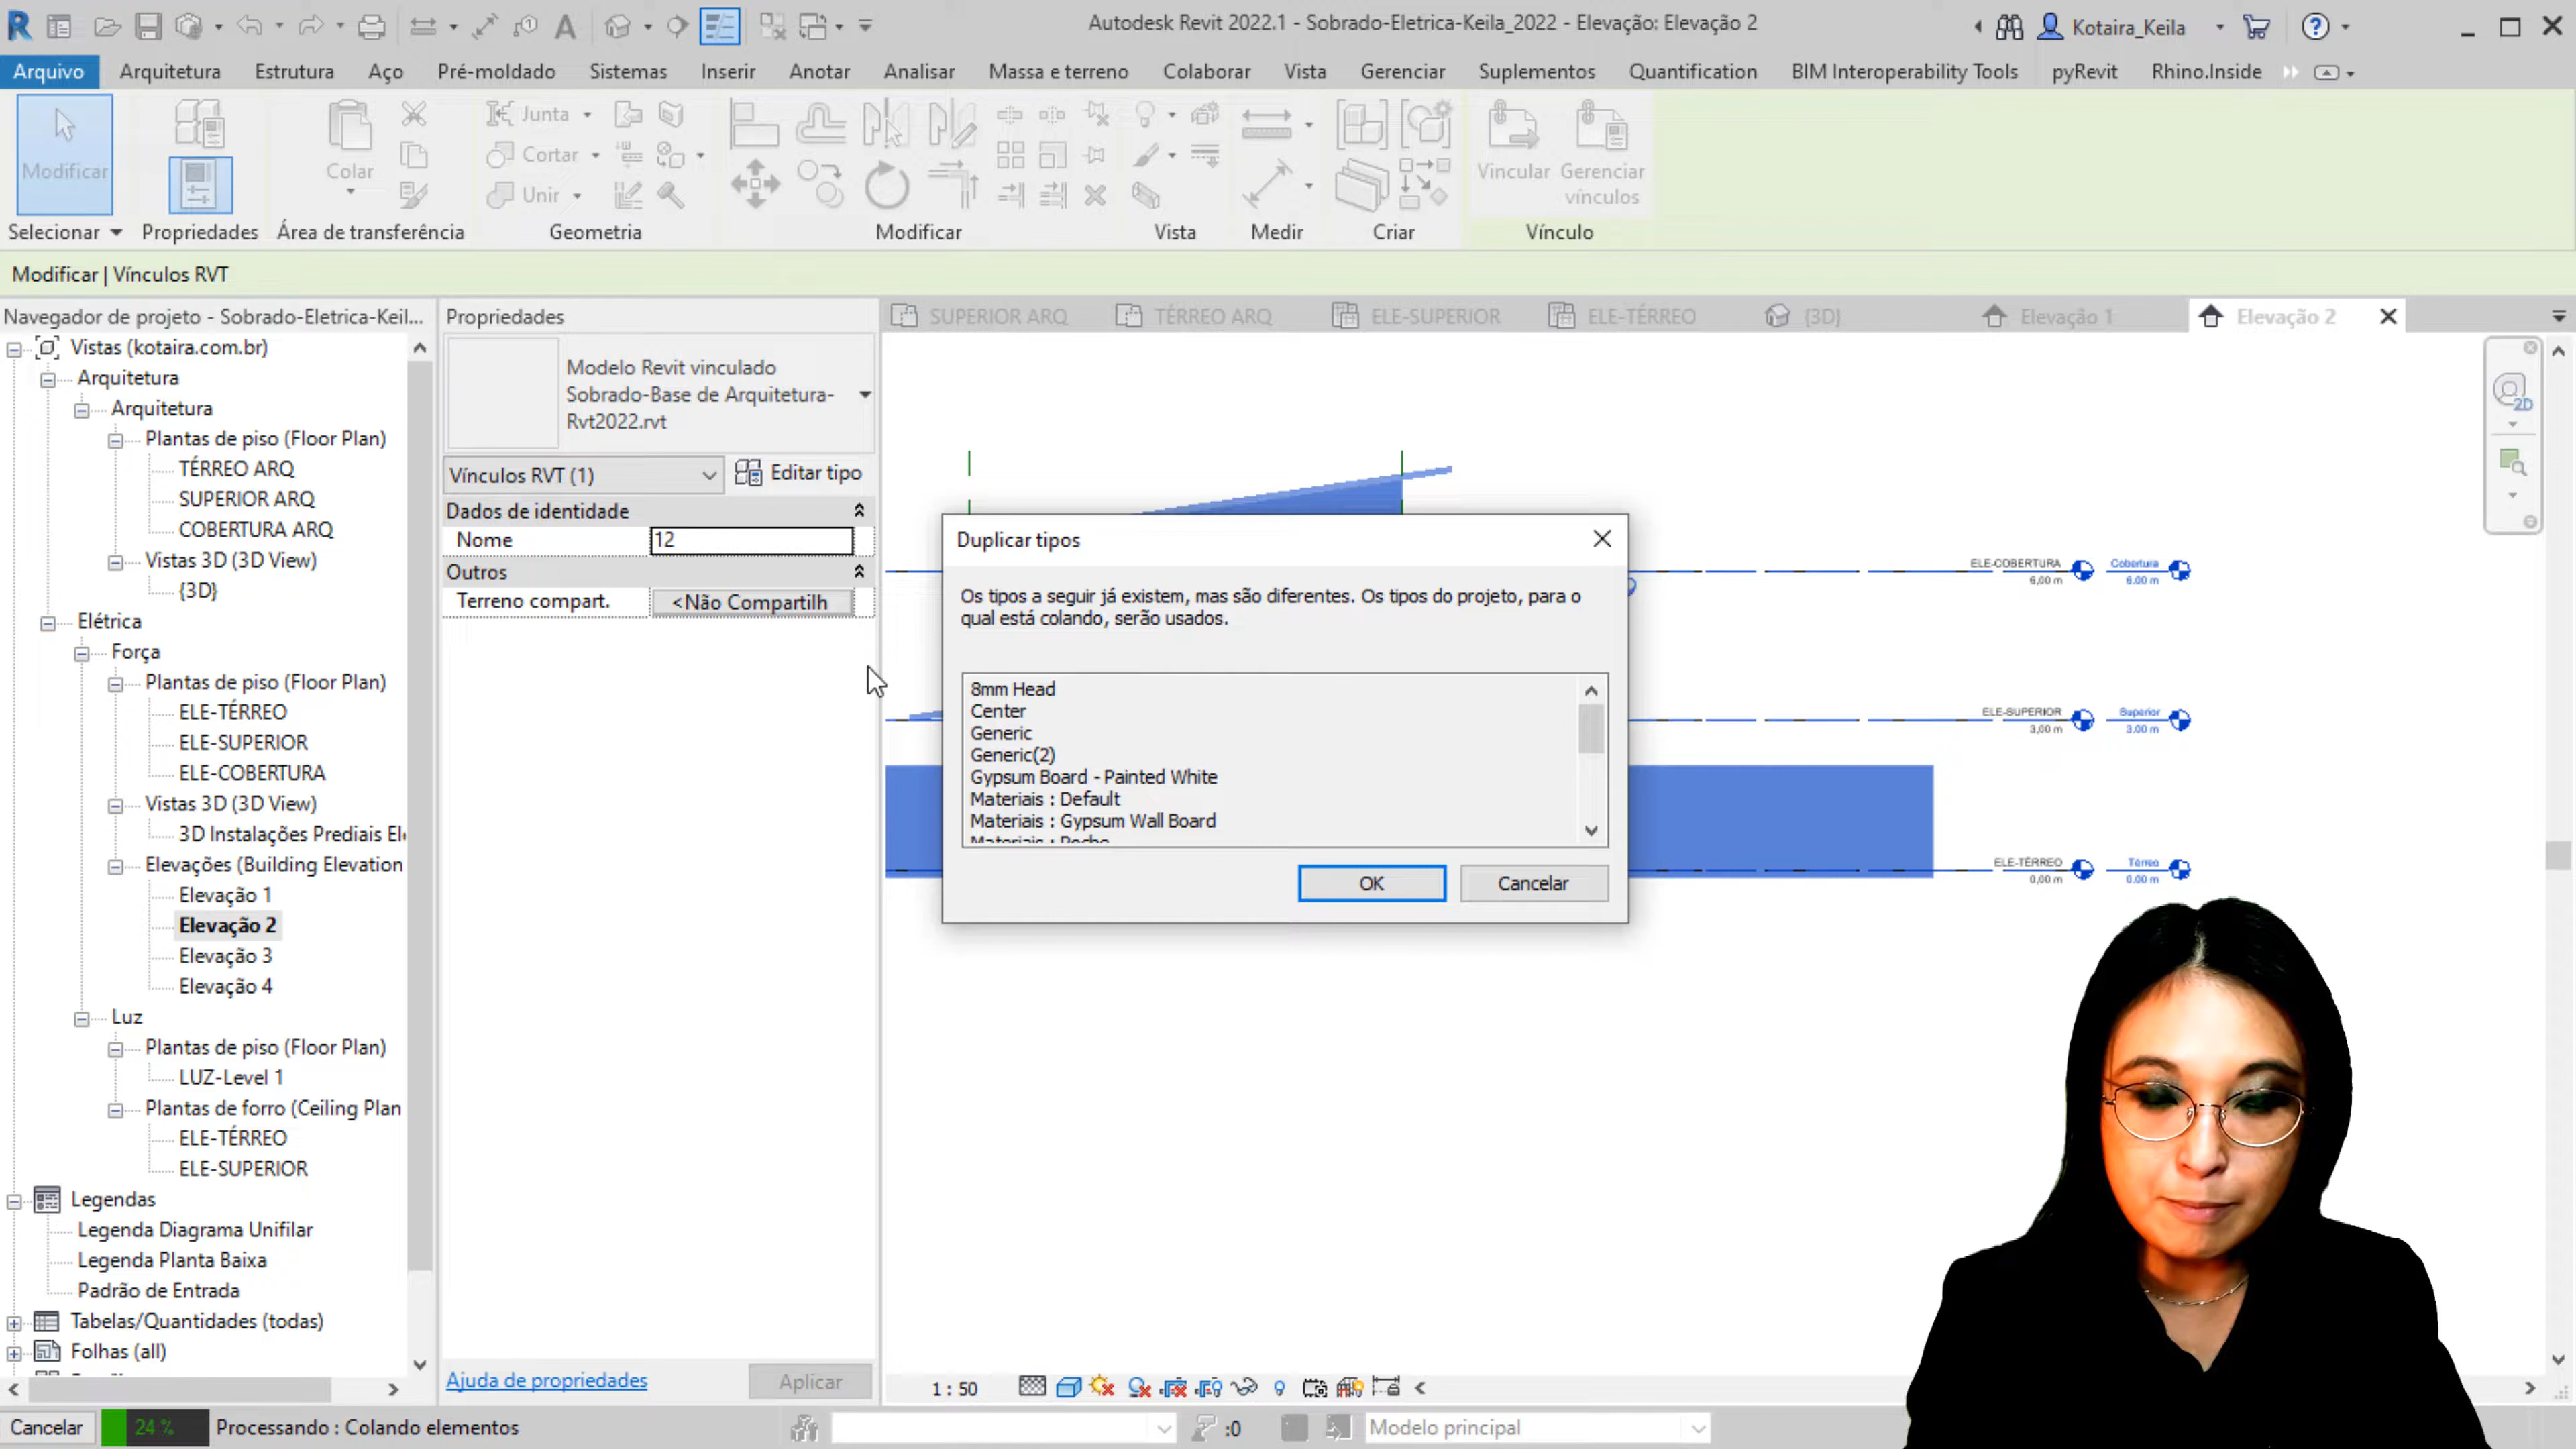 Autodesk Revit 2022.1 - Sobrado-Eletrica-Keila_2022 - Elevação: Elevação 2
Kotaira_Keila
Arquivo Arquitetura Estrutura Aço Pré-moldado Sistemas Inserir Anotar Analisar Massa e terreno Colaborar Vista Gerenciar Suplementos Quantification BIM Interoperability Tools pyRevit Rhino.Inside
Modificar
Colar
Junta
Cortar
Unir
Vincular
Gerenciar vínculos
Selecionar Propriedades Área de transferência Geometria Modificar Vista Medir Criar Vínculo
Modificar | Vínculos RVT
Navegador de projeto - Sobrado-Eletrica-Keil...
Vistas (kotaira.com.br)
Arquitetura
Arquitetura
Plantas de piso (Floor Plan)
TÉRREO ARQ
SUPERIOR ARQ
COBERTURA ARQ
Vistas 3D (3D View)
{3D}
Elétrica
Força
Plantas de piso (Floor Plan)
ELE-TÉRREO
ELE-SUPERIOR
ELE-COBERTURA
Vistas 3D (3D View)
3D Instalações Prediais El
Elevações (Building Elevation
Elevação 1
Elevação 2
Elevação 3
Elevação 4
Luz
Plantas de piso (Floor Plan)
LUZ-Level 1
Plantas de forro (Ceiling Plan
ELE-TÉRREO
ELE-SUPERIOR
Legendas
Legenda Diagrama Unifilar
Legenda Planta Baixa
Padrão de Entrada
Tabelas/Quantidades (todas)
Folhas (all)
Propriedades
Modelo Revit vinculado
Sobrado-Base de Arquitetura-
Rvt2022.rvt
Vínculos RVT (1)
Editar tipo
Dados de identidade
Nome 12
Outros
Terreno compart. <Não Compartilh
Ajuda de propriedades
Aplicar
SUPERIOR ARQ TÉRREO ARQ ELE-SUPERIOR ELE-TÉRREO {3D} Elevação 1 Elevação 2
2D
ELE-COBERTURA
6,00 m
Cobertura
6.00 m
ELE-SUPERIOR
3,00 m
Superior
3.00 m
ELE-TÉRREO
0,00 m
Térreo
0.00 m
Duplicar tipos
Os tipos a seguir já existem, mas são diferentes. Os tipos do projeto, para o
qual está colando, serão usados.
8mm Head
Center
Generic
Generic(2)
Gypsum Board - Painted White
Materiais : Default
Materiais : Gypsum Wall Board
OK
Cancelar
1 : 50
Cancelar 24 % Processando : Colando elementos
:0
Modelo principal